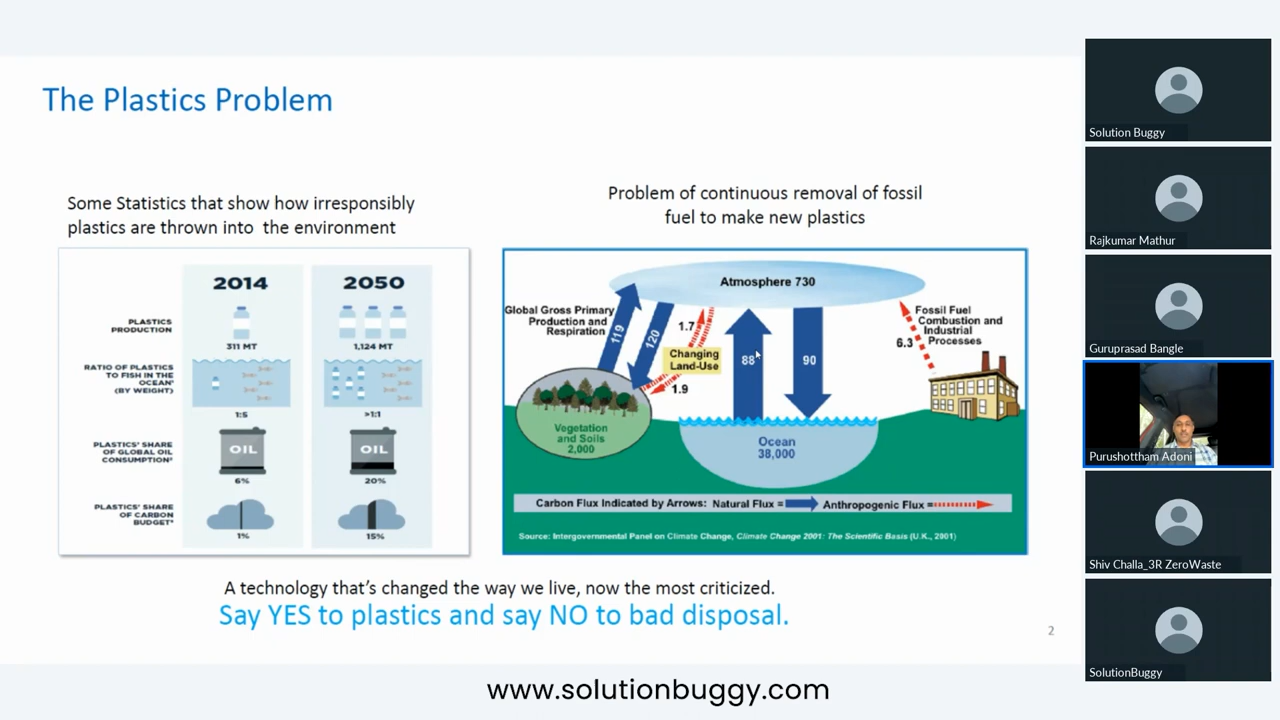 The Plastics Problem
Some Statistics that show how irresponsibly
plastics are thrown into the environment
2014
2050
PLASTICS
PRODUCTION
311 MT
1,124 MT
RATIO OF PLASTICS
TO FISH IN THE
OCEAN¹
(BY WEIGHT)
1:5
>1:1
PLASTICS' SHARE
OF GLOBAL OIL
CONSUMPTION²
OIL
OIL
6%
20%
PLASTICS' SHARE
OF CARBON
BUDGET³
1%
15%
Problem of continuous removal of fossil
fuel to make new plastics
Atmosphere 730
Global Gross Primary
Production and
Respiration
119
120
1.7
Changing
Land-Use
1.9
88
90
Fossil Fuel
Combustion and
Industrial
Processes
6.3
Vegetation
and Soils
2,000
Ocean
38,000
Carbon Flux Indicated by Arrows: Natural Flux = Anthropogenic Flux =
Source: Intergovernmental Panel on Climate Change, Climate Change 2001: The Scientific Basis (U.K., 2001)
A technology that's changed the way we live, now the most criticized.
Say YES to plastics and say NO to bad disposal.
2
www.solutionbuggy.com
Solution Buggy
Rajkumar Mathur
Guruprasad Bangle
Purushottham Adoni
Shiv Challa_3R ZeroWaste
SolutionBuggy